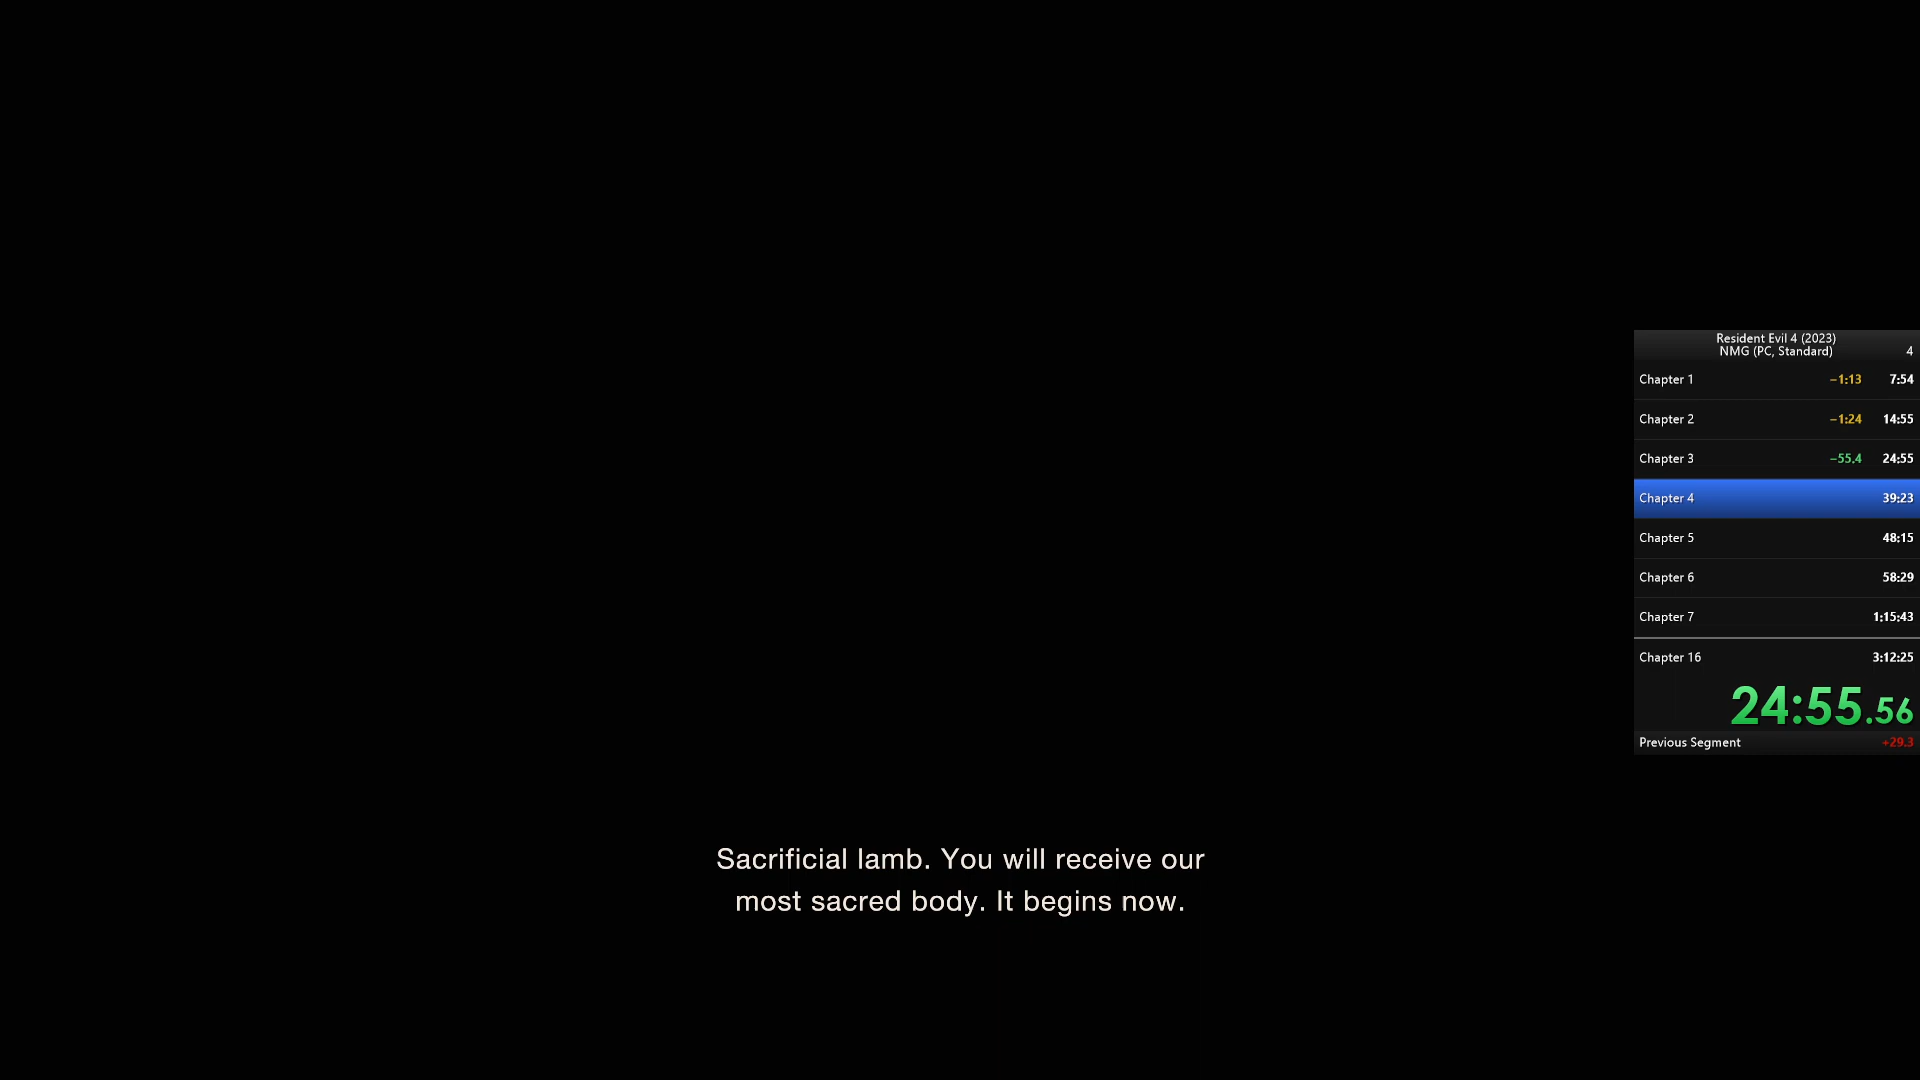 Resident Evil 4 (2023)
NMG (PC, Standard) 4
Chapter 1 −1:13 7:54
Chapter 2 −1:24 14:55
Chapter 3 −55.4 24:55
Chapter 4 39:23
Chapter 5 48:15
Chapter 6 58:29
Chapter 7 1:15:43
Chapter 16 3:12:25
24:55.56
Previous Segment +29.3
Sacrificial lamb. You will receive our
most sacred body. It begins now.